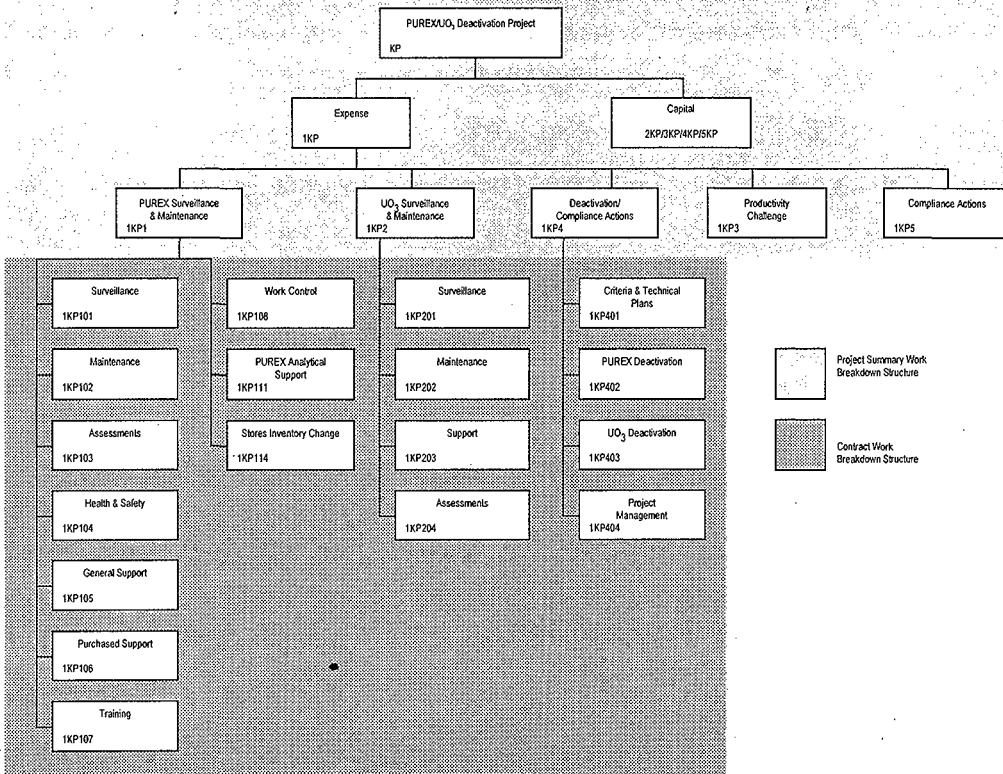 PUREX/UO₃ Deactivation Project
KP
Expense
1KP
Capital
2KP/3KP/4KP/5KP
PUREX Surveillance
& Maintenance
1KP1
UO₃ Surveillance
& Maintenance
1KP2
Deactivation/
Compliance Actions
1KP4
Productivity
Challenge
1KP3
Compliance Actions
1KP5
Surveillance
1KP101
Maintenance
1KP102
Assessments
1KP103
Health & Safety
1KP104
General Support
1KP105
Purchased Support
1KP106
Training
1KP107
Work Control
1KP108
PUREX Analytical
Support
1KP111
Stores Inventory Change
1KP114
Surveillance
1KP201
Maintenance
1KP202
Support
1KP203
Assessments
1KP204
Criteria & Technical
Plans
1KP401
PUREX Deactivation
1KP402
UO₃ Deactivation
1KP403
Project
Management
1KP404
Project Summary Work
Breakdown Structure
Contract Work
Breakdown Structure